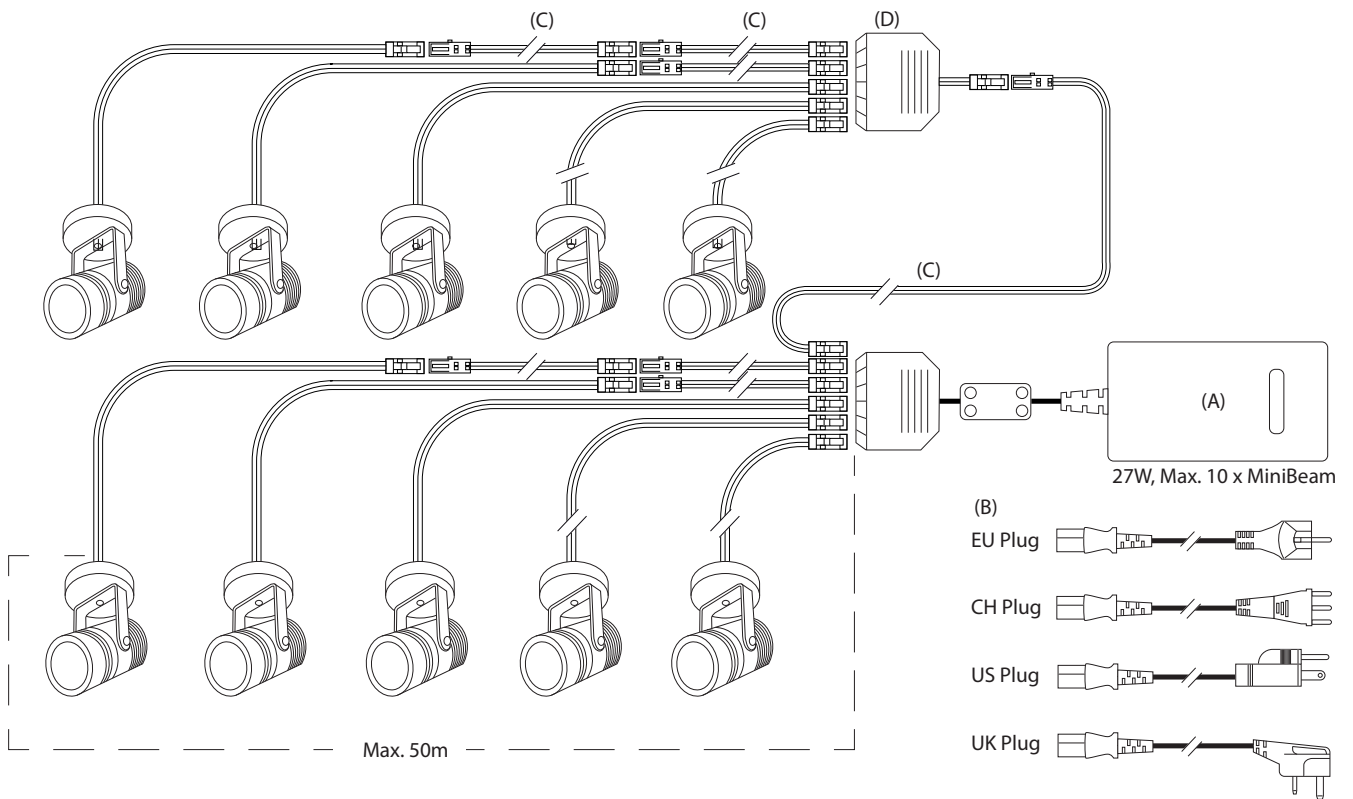 (C)
(C)
(D)
(C)
(A)
27W, Max. 10 x MiniBeam
(B)
EU Plug
CH Plug
US Plug
UK Plug
Max. 50m